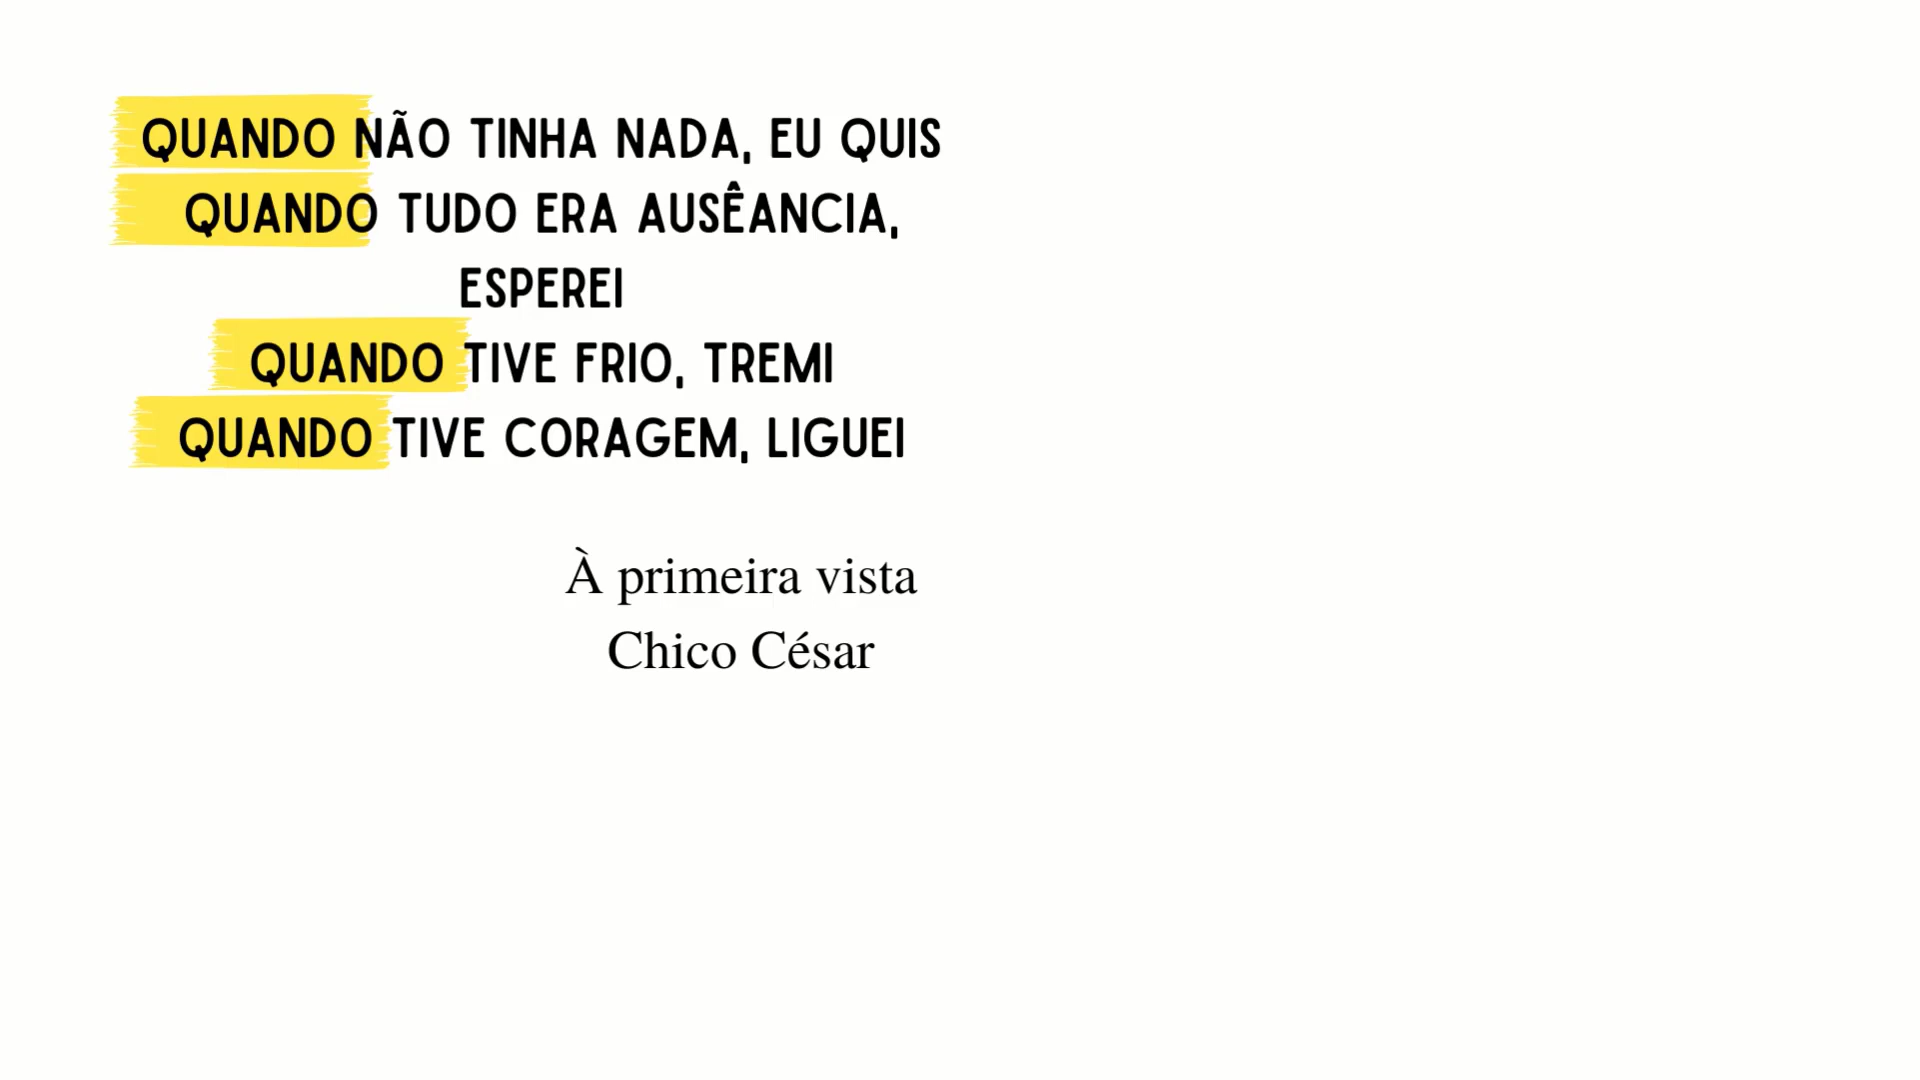 QUANDO NÃO TINHA NADA, EU QUIS
QUANDO TUDO ERA AUSÊANCIA,
ESPEREI
QUANDO TIVE FRIO, TREMI
QUANDO TIVE CORAGEM, LIGUEI
À primeira vista
Chico César